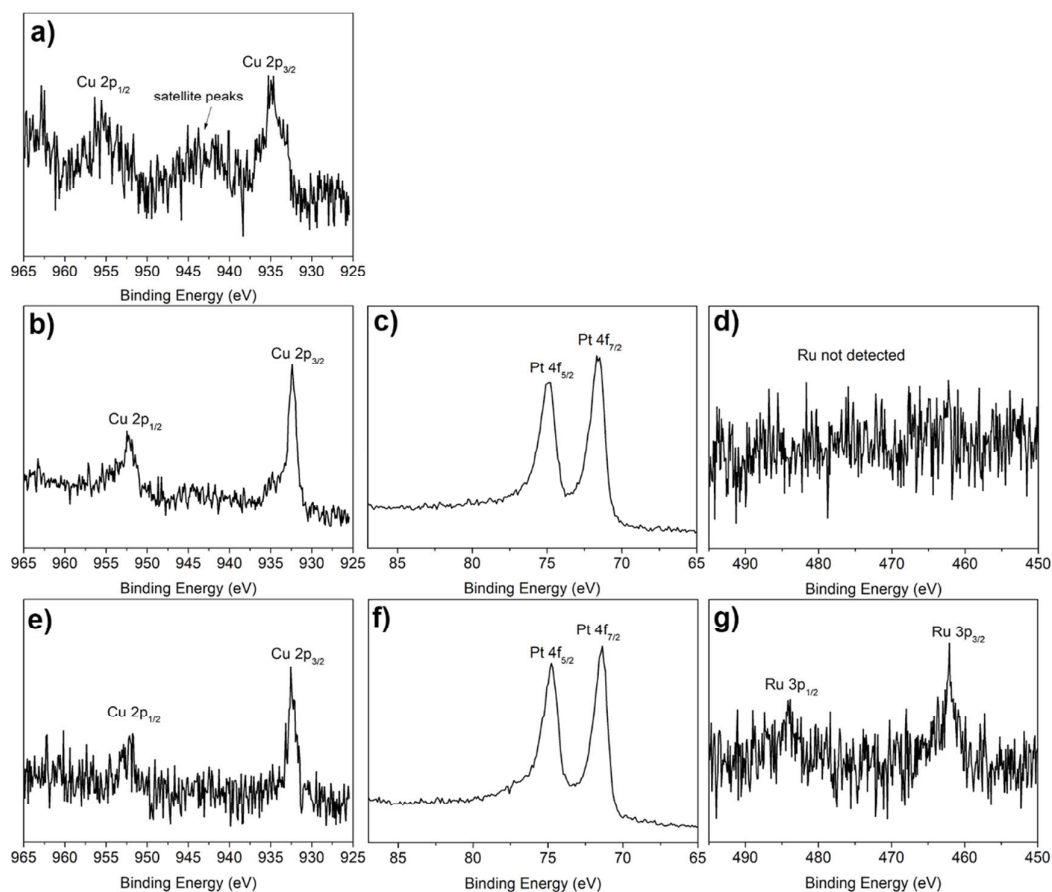 a)
Cu 2p1/2
satellite peaks
Cu 2p3/2
965 960 955 950 945 940 935 930 925
Binding Energy (eV)
b)
Cu 2p1/2
Cu 2p3/2
965 960 955 950 945 940 935 930 925
Binding Energy (eV)
c)
Pt 4f5/2
Pt 4f7/2
85 80 75 70 65
Binding Energy (eV)
d)
Ru not detected
490 480 470 460 450
Binding Energy (eV)
e)
Cu 2p1/2
Cu 2p3/2
965 960 955 950 945 940 935 930 925
Binding Energy (eV)
f)
Pt 4f5/2
Pt 4f7/2
85 80 75 70 65
Binding Energy (eV)
g)
Ru 3p1/2
Ru 3p3/2
490 480 470 460 450
Binding Energy (eV)